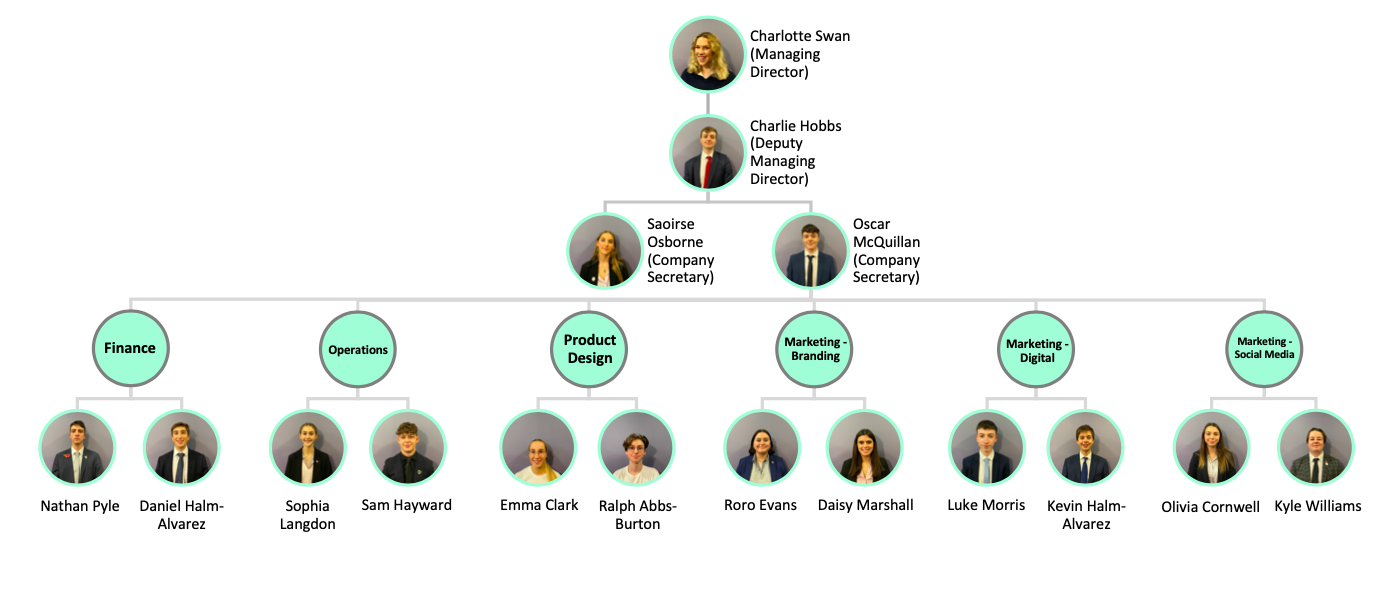 Charlotte Swan
(Managing
Director)
Charlie Hobbs
(Deputy
Managing
Director)
Saoirse
Osborne
(Company
Secretary)
Oscar
McQuillan
(Company
Secretary)
Finance
Operations
Product
Design
Marketing -
Branding
Marketing -
Digital
Marketing -
Social Media
Nathan Pyle
Daniel Halm-
Alvarez
Sophia
Langdon
Sam Hayward
Emma Clark
Ralph Abbs-
Burton
Roro Evans
Daisy Marshall
Luke Morris
Kevin Halm-
Alvarez
Olivia Cornwell
Kyle Williams